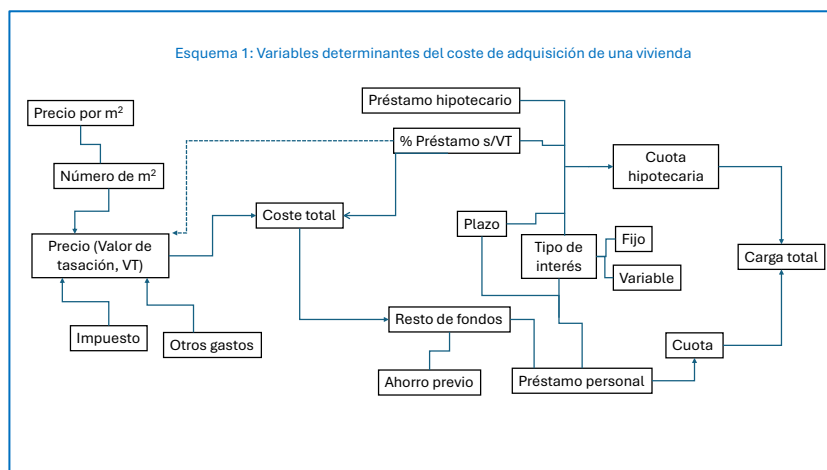 Esquema 1: Variables determinantes del coste de adquisición de una vivienda
Préstamo hipotecario
Precio por m²
% Préstamo s/VT
Cuota
hipotecaria
Número de m²
Coste total
Plazo
Precio (Valor de
tasación, VT)
Tipo de
interés
Fijo
Variable
Carga total
Impuesto
Otros gastos
Resto de fondos
Cuota
Ahorro previo
Préstamo personal